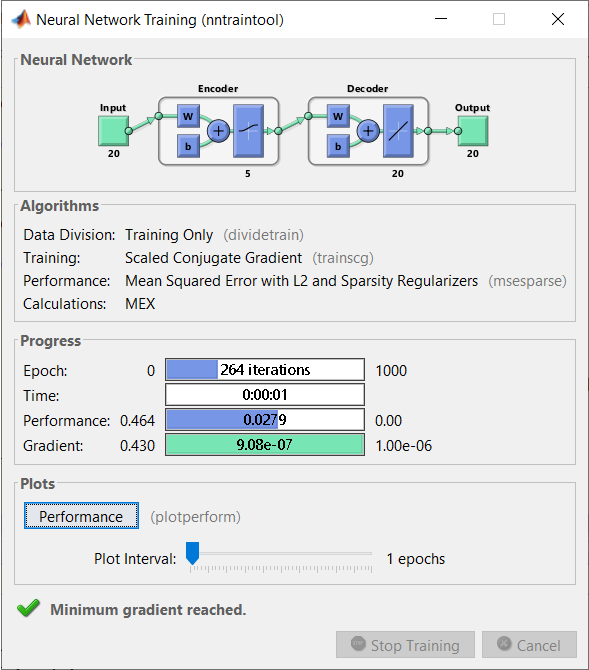 Neural Network Training (nntraintool)
Neural Network
Encoder Decoder
Input Output
W W
b b
20 20
5 20
Algorithms
Data Division: Training Only (dividetrain)
Training: Scaled Conjugate Gradient (trainscg)
Performance: Mean Squared Error with L2 and Sparsity Regularizers (msesparse)
Calculations: MEX
Progress
Epoch: 0 264 iterations 1000
Time: 0:00:01
Performance: 0.464 0.0279 0.00
Gradient: 0.430 9.08e-07 1.00e-06
Plots
Performance (plotperform)
Plot Interval: 1 epochs
Minimum gradient reached.
Stop Training Cancel